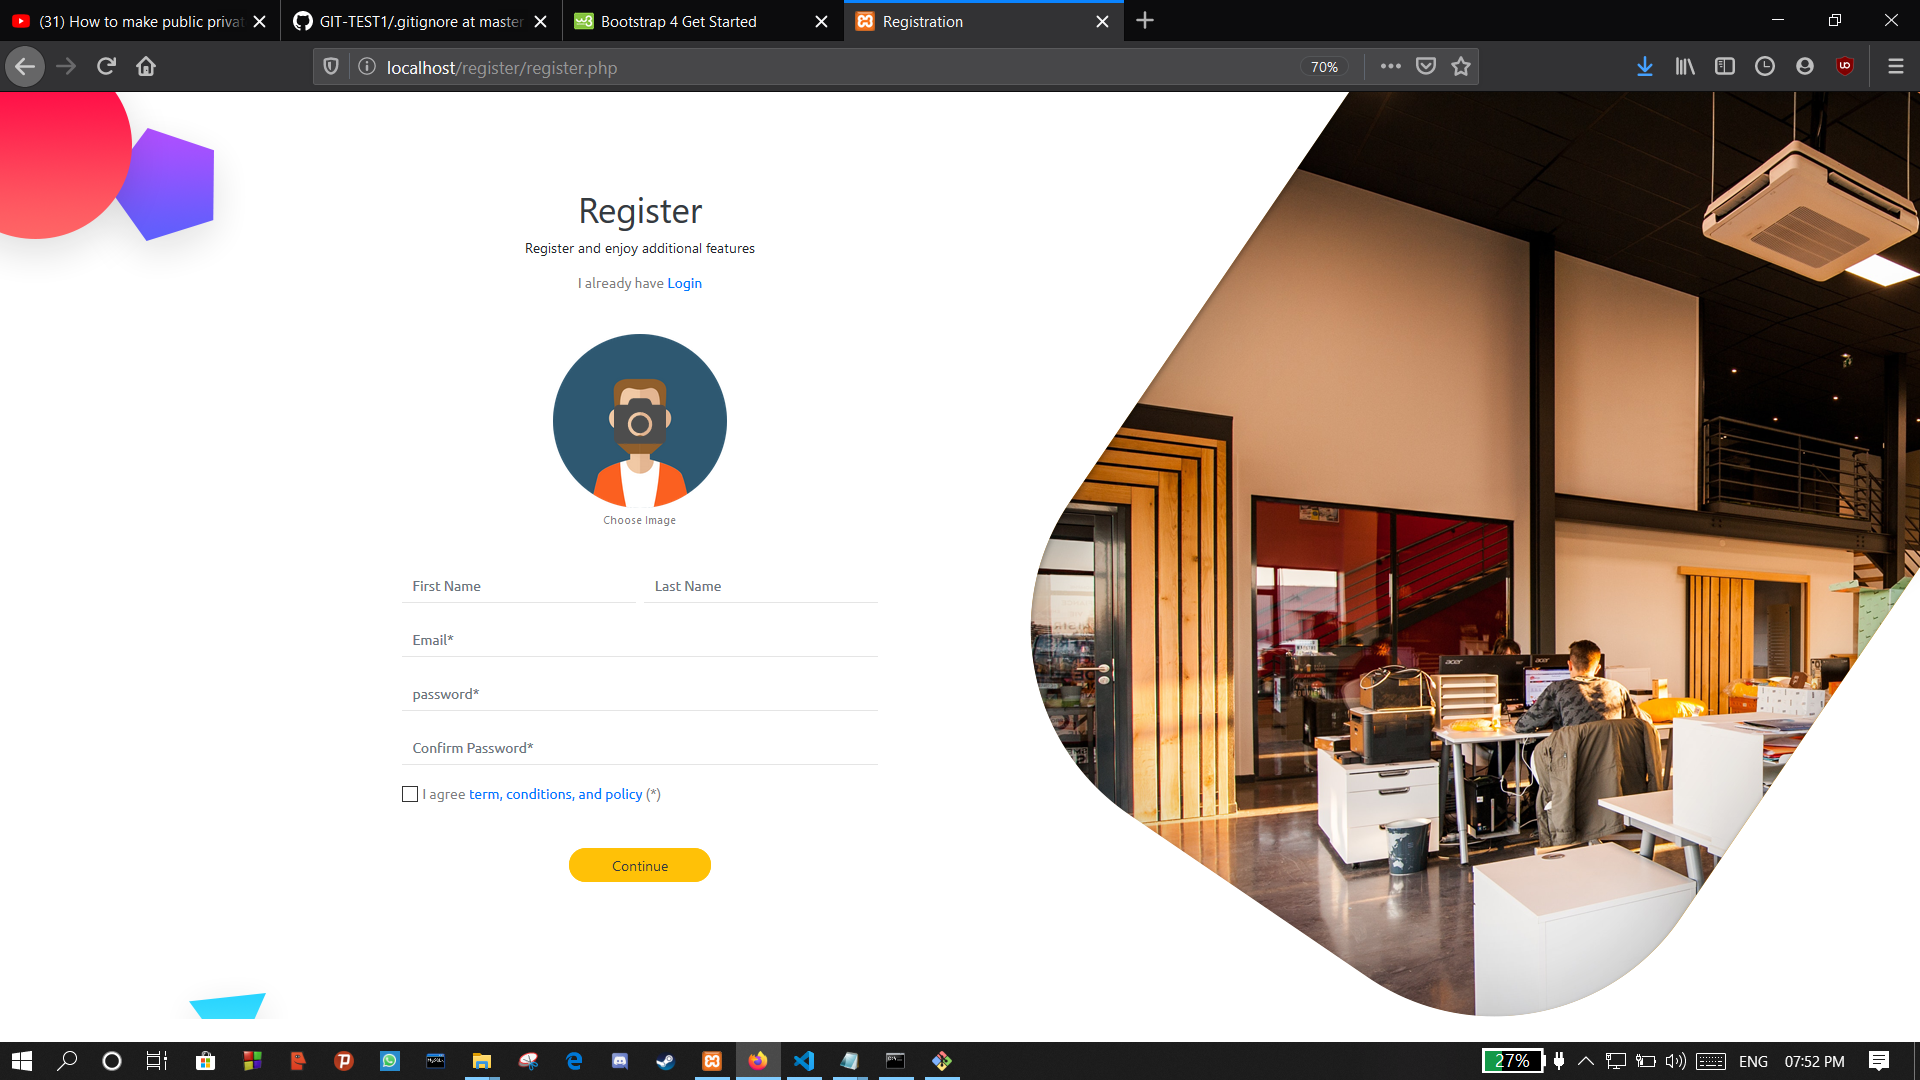 (31) How to make public privat
GIT-TEST1/.gitignore at master
Bootstrap 4 Get Started
Registration
localhost/register/register.php
70%
Register
Register and enjoy additional features
I already have Login
Choose Image
First Name
Last Name
Email*
password*
Confirm Password*
I agree term, conditions, and policy (*)
Continue
acer
acer
27%
ENG
07:52 PM